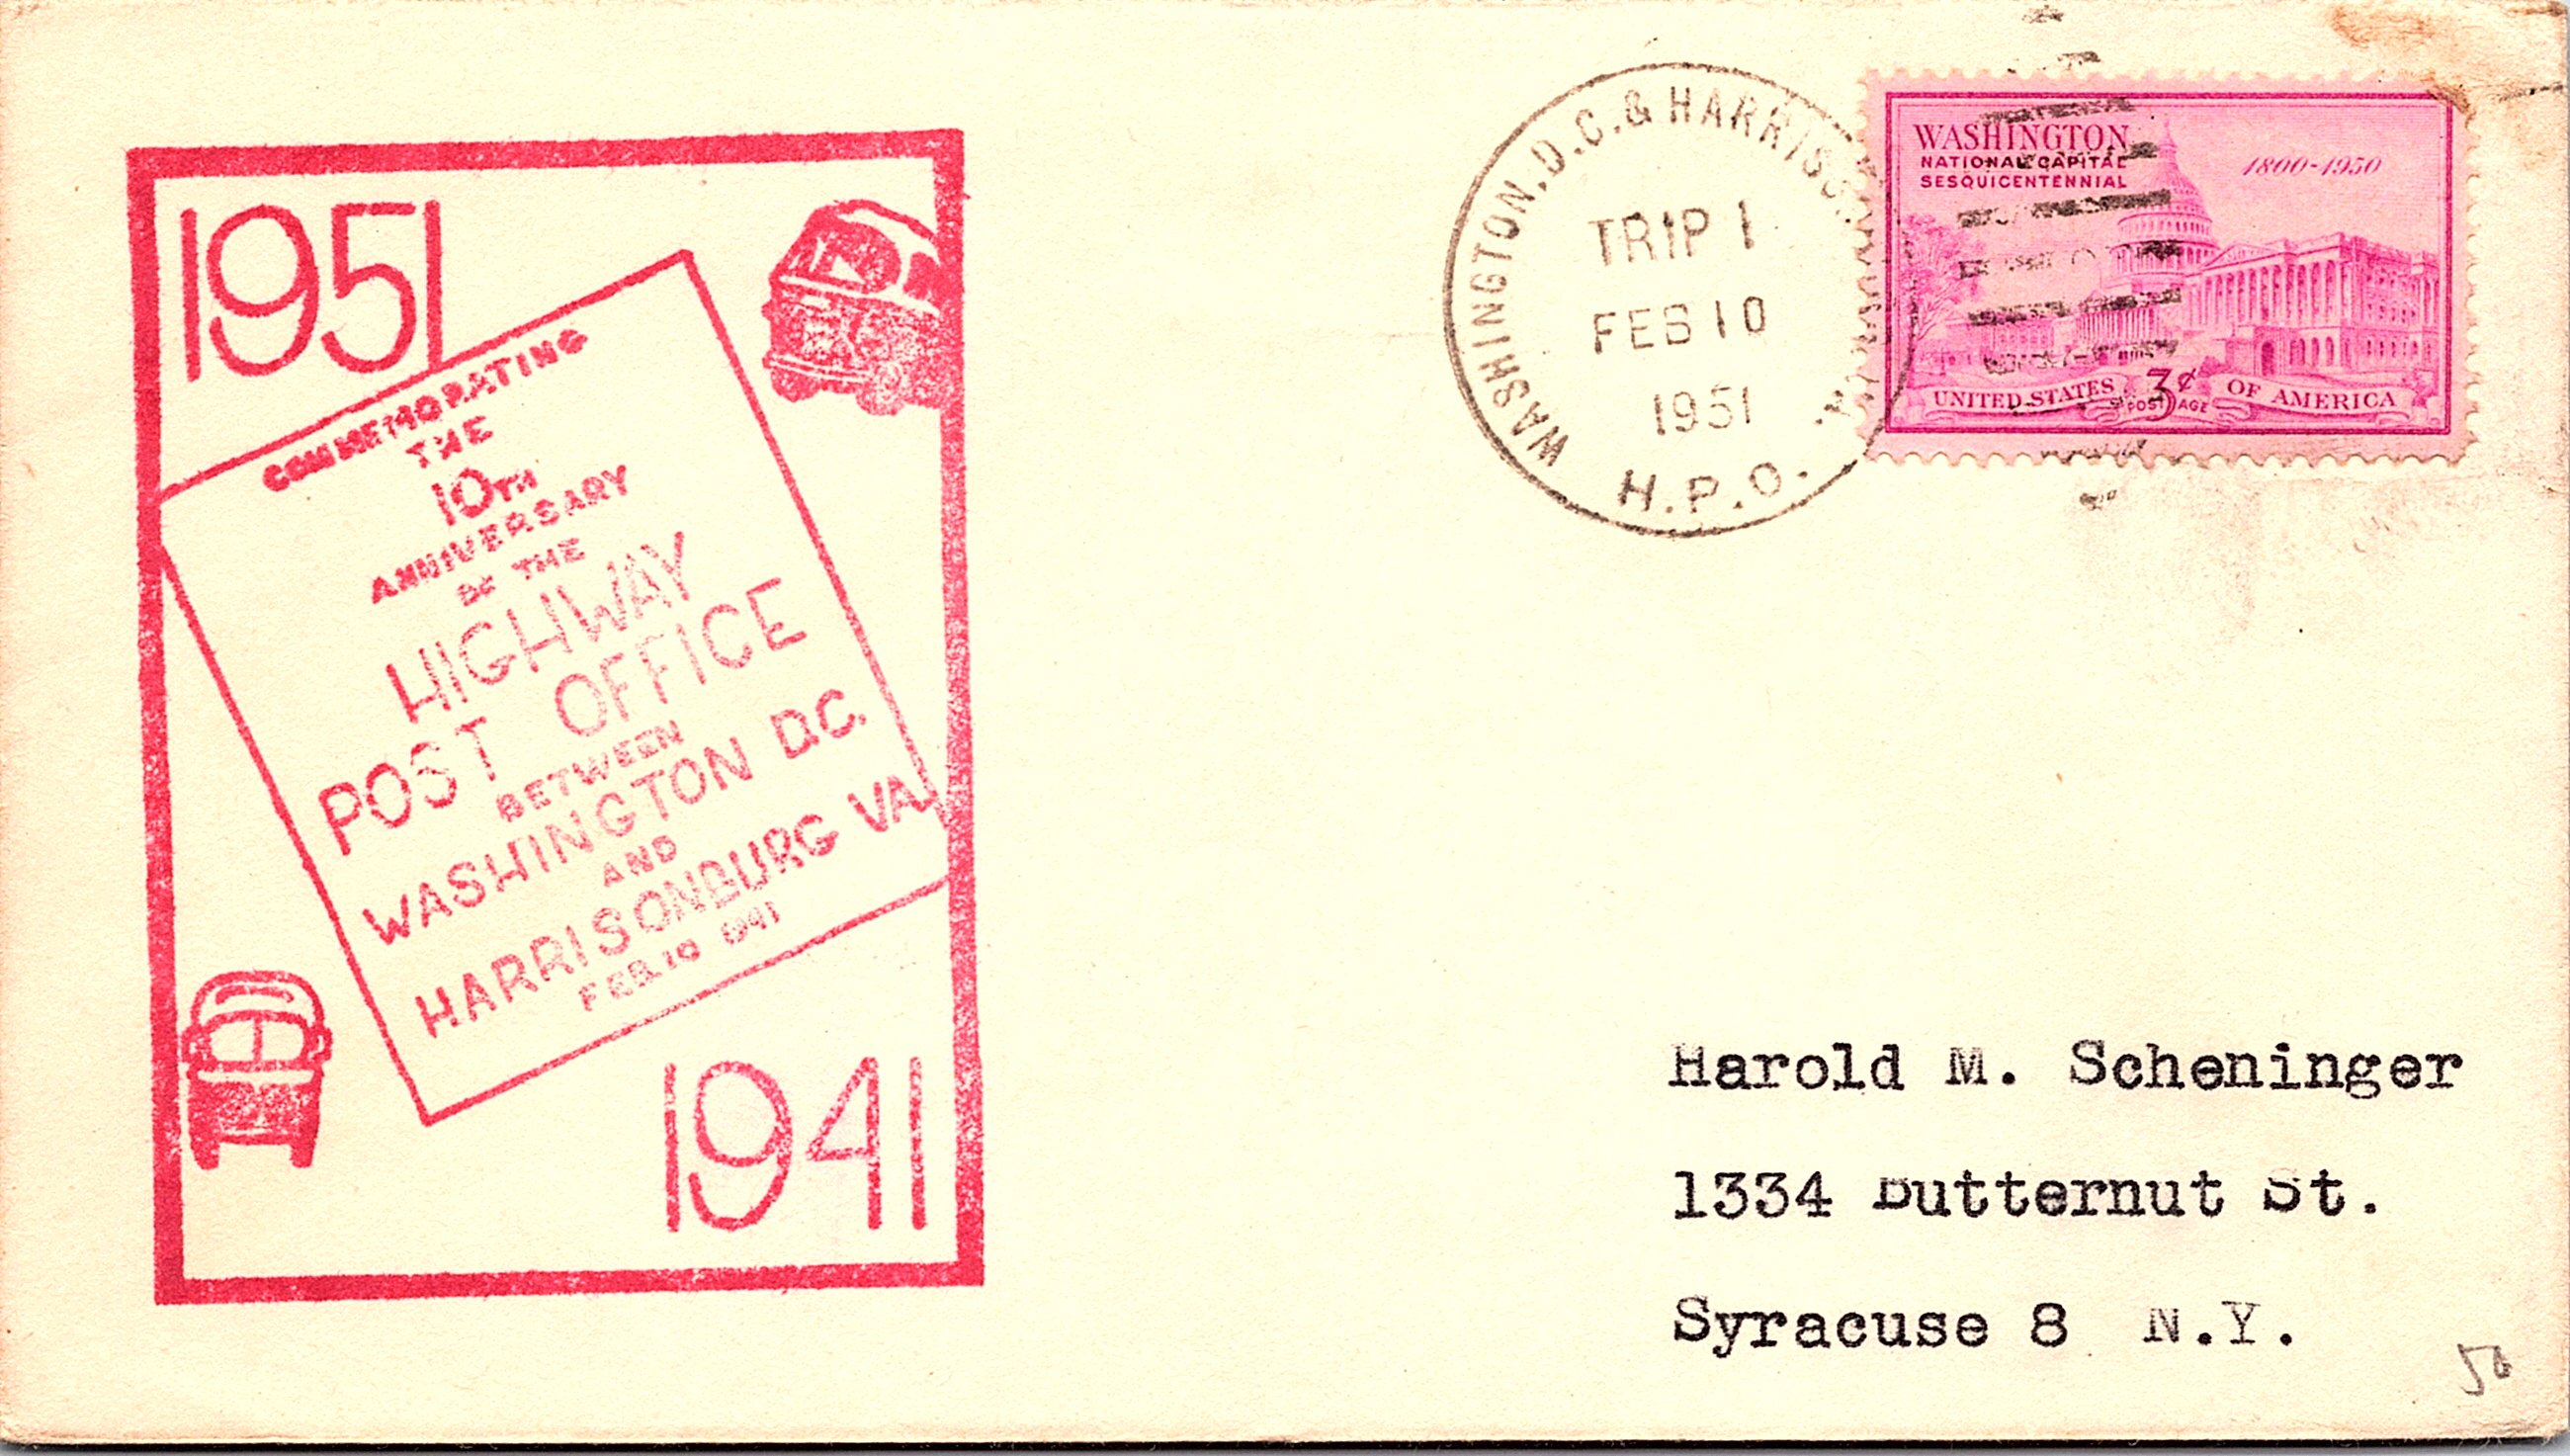 1951
COMMEMORATING
THE
10TH
ANNIVERSARY
OF THE
HIGHWAY
POST OFFICE
BETWEEN
WASHINGTON D.C.
AND
HARRISONBURG VA.
FEB. 10 1941
1941
WASHINGTON, D.C. & HARRIS
TRIP 1
FEB 10
1951
H.P.O.
WASHINGTON
NATIONAL CAPITAL
SESQUICENTENNIAL
1800-1950
UNITED STATES 3¢ OF AMERICA
POSTAGE
Harold M. Scheninger
1334 Butternut St.
Syracuse 8 N.Y.
50